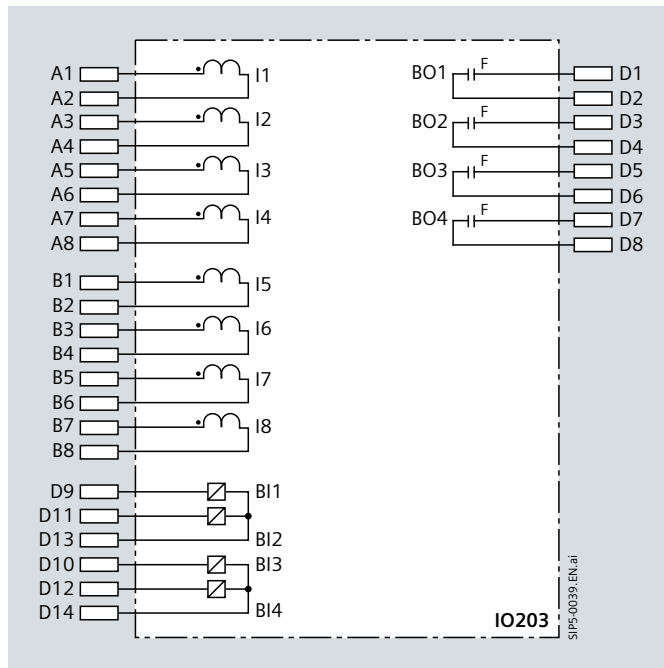 A1 I1 BO1 F D1
A2 D2
A3 I2 BO2 F D3
A4 D4
A5 I3 BO3 F D5
A6 D6
A7 I4 BO4 F D7
A8 D8
B1 I5
B2
B3 I6
B4
B5 I7
B6
B7 I8
B8
D9 BI1
D11
D13 BI2
D10 BI3
D12
D14 BI4
IO203
SIP5-0039.EN.ai